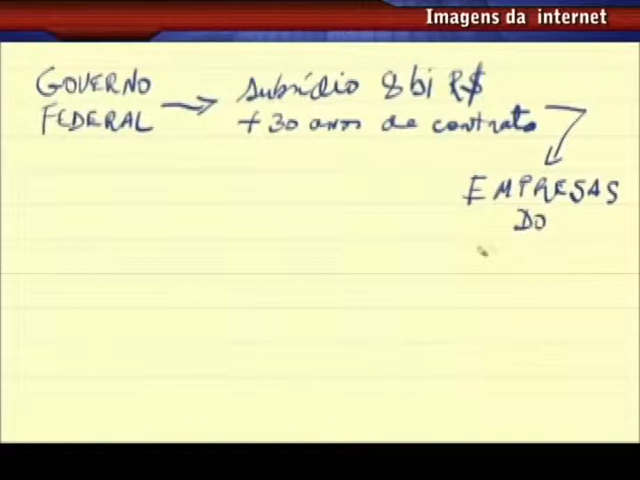 Imagens da internet
GOVERNO
FEDERAL
subsídio 8 bi R$
+ 30 anos de contrato
EMPRESAS
DO